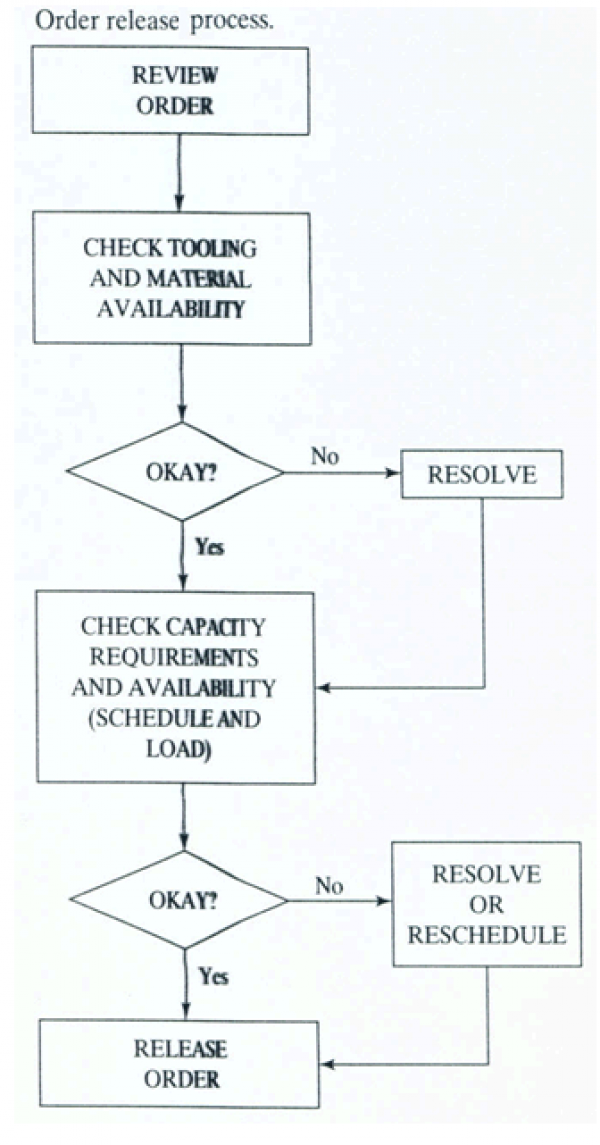 Order release process.
REVIEW
ORDER
CHECK TOOLING
AND MATERIAL
AVAILABILITY
OKAY?
No
RESOLVE
Yes
CHECK CAPACITY
REQUIREMENTS
AND AVAILABILITY
(SCHEDULE AND
LOAD)
OKAY?
No
RESOLVE
OR
RESCHEDULE
Yes
RELEASE
ORDER